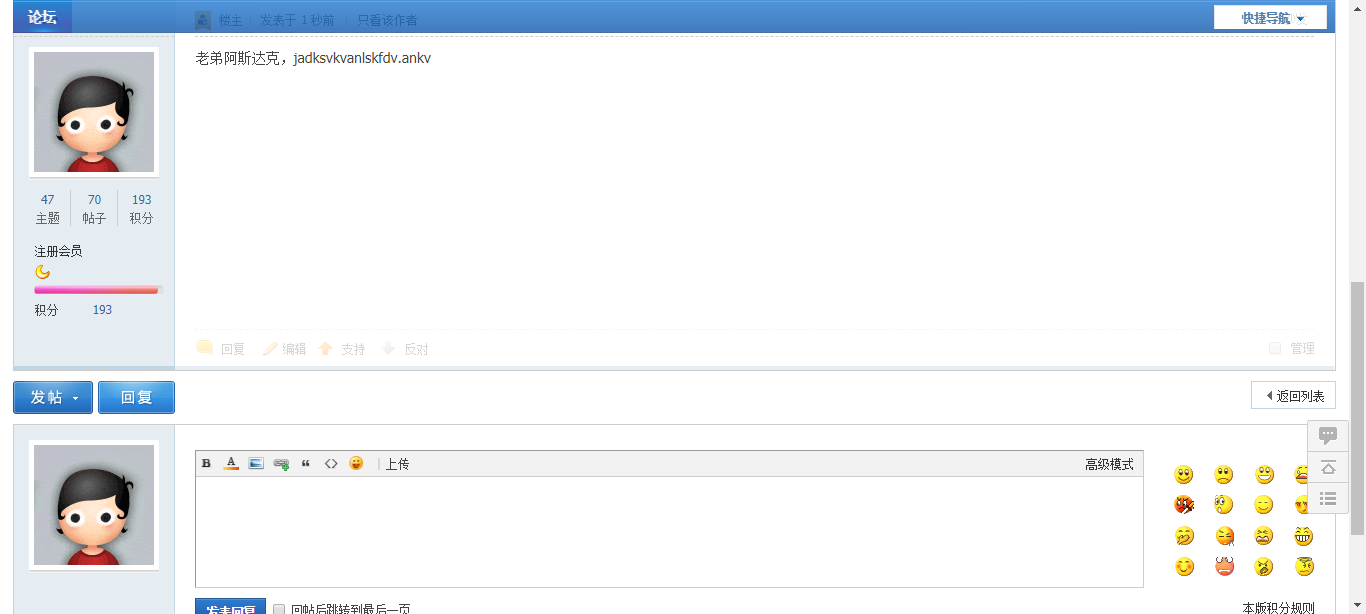 论坛 楼主 发表于 1 秒前 只看该作者 快捷导航
老弟阿斯达克，jadksvkvanlskfdv.ankv
47 70 193
主题 帖子 积分
注册会员
积分 193
回复 编辑 支持 反对 管理
发帖 回复 返回列表
B A “ <> 上传 高级模式
发表回复 回帖后跳转到最后一页 本版积分规则